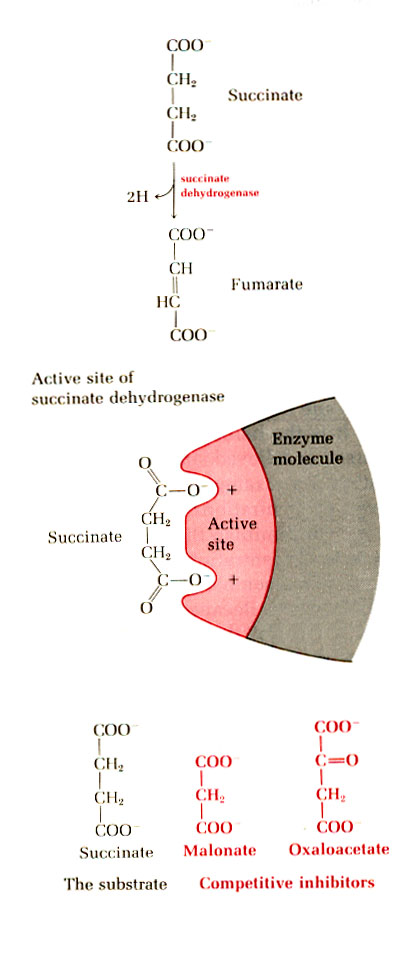 COO⁻
CH₂
Succinate
CH₂
COO⁻
succinate
2H
dehydrogenase
COO⁻
CH
Fumarate
HC
COO⁻
Active site of
succinate dehydrogenase
Enzyme
molecule
O
C—O⁻ +
CH₂
Active
Succinate
site
CH₂
C—O⁻ +
O
COO⁻ COO⁻
CH₂ COO⁻ C=O
CH₂ CH₂ CH₂
COO⁻ COO⁻ COO⁻
Succinate Malonate Oxaloacetate
The substrate Competitive inhibitors